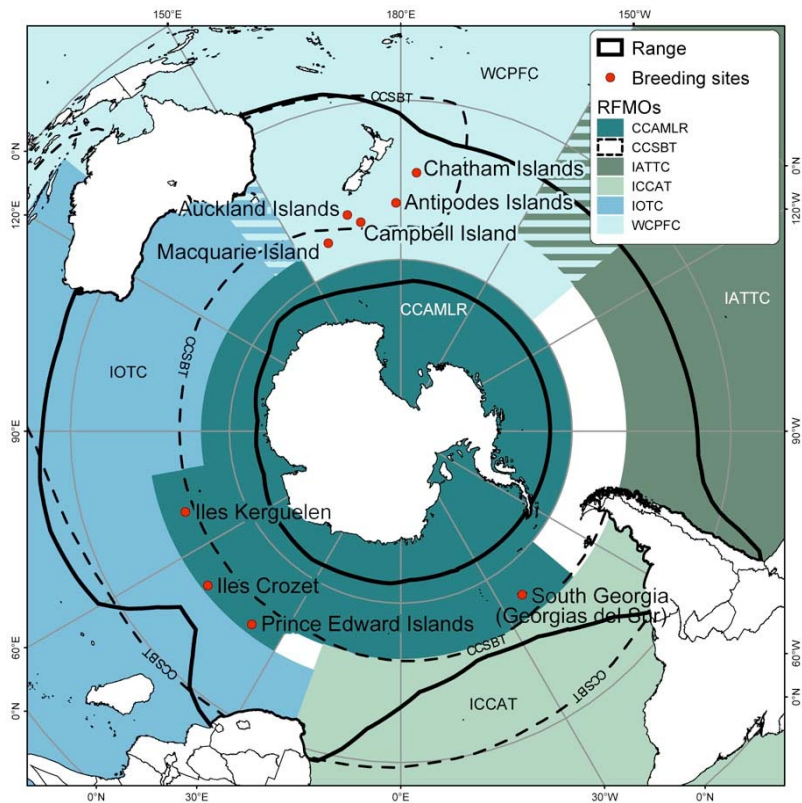 150°E
180°E
150°W
WCPFC
CCSBT
Range
Breeding sites
RFMOs
CCAMLR
CCSBT
IATTC
ICCAT
IOTC
WCPFC
0°N
120°E
0°N
120°W
Chatham Islands
Antipodes Islands
Auckland Islands
Campbell Island
Macquarie Island
CCAMLR
IATTC
IOTC
CCSBT
90°E
90°W
Iles Kerguelen
Iles Crozet
Prince Edward Islands
South Georgia
(Georgias del Sur)
CCSBT
CCSBT
CCSBT
CCSBT
ICCAT
60°E
0°N
60°W
0°N
0°N
30°E
0°E
30°W
0°N